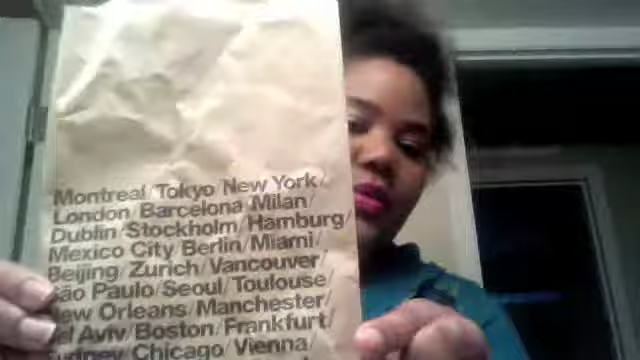 Montreal/Tokyo/New York/
London/Barcelona/Milan/
Dublin/Stockholm/Hamburg/
Mexico City/Berlin/Miami/
Beijing/Zurich/Vancouver/
São Paulo/Seoul/Toulouse/
New Orleans/Manchester/
Tel Aviv/Boston/Frankfurt/
Sydney/Chicago/Vienna/